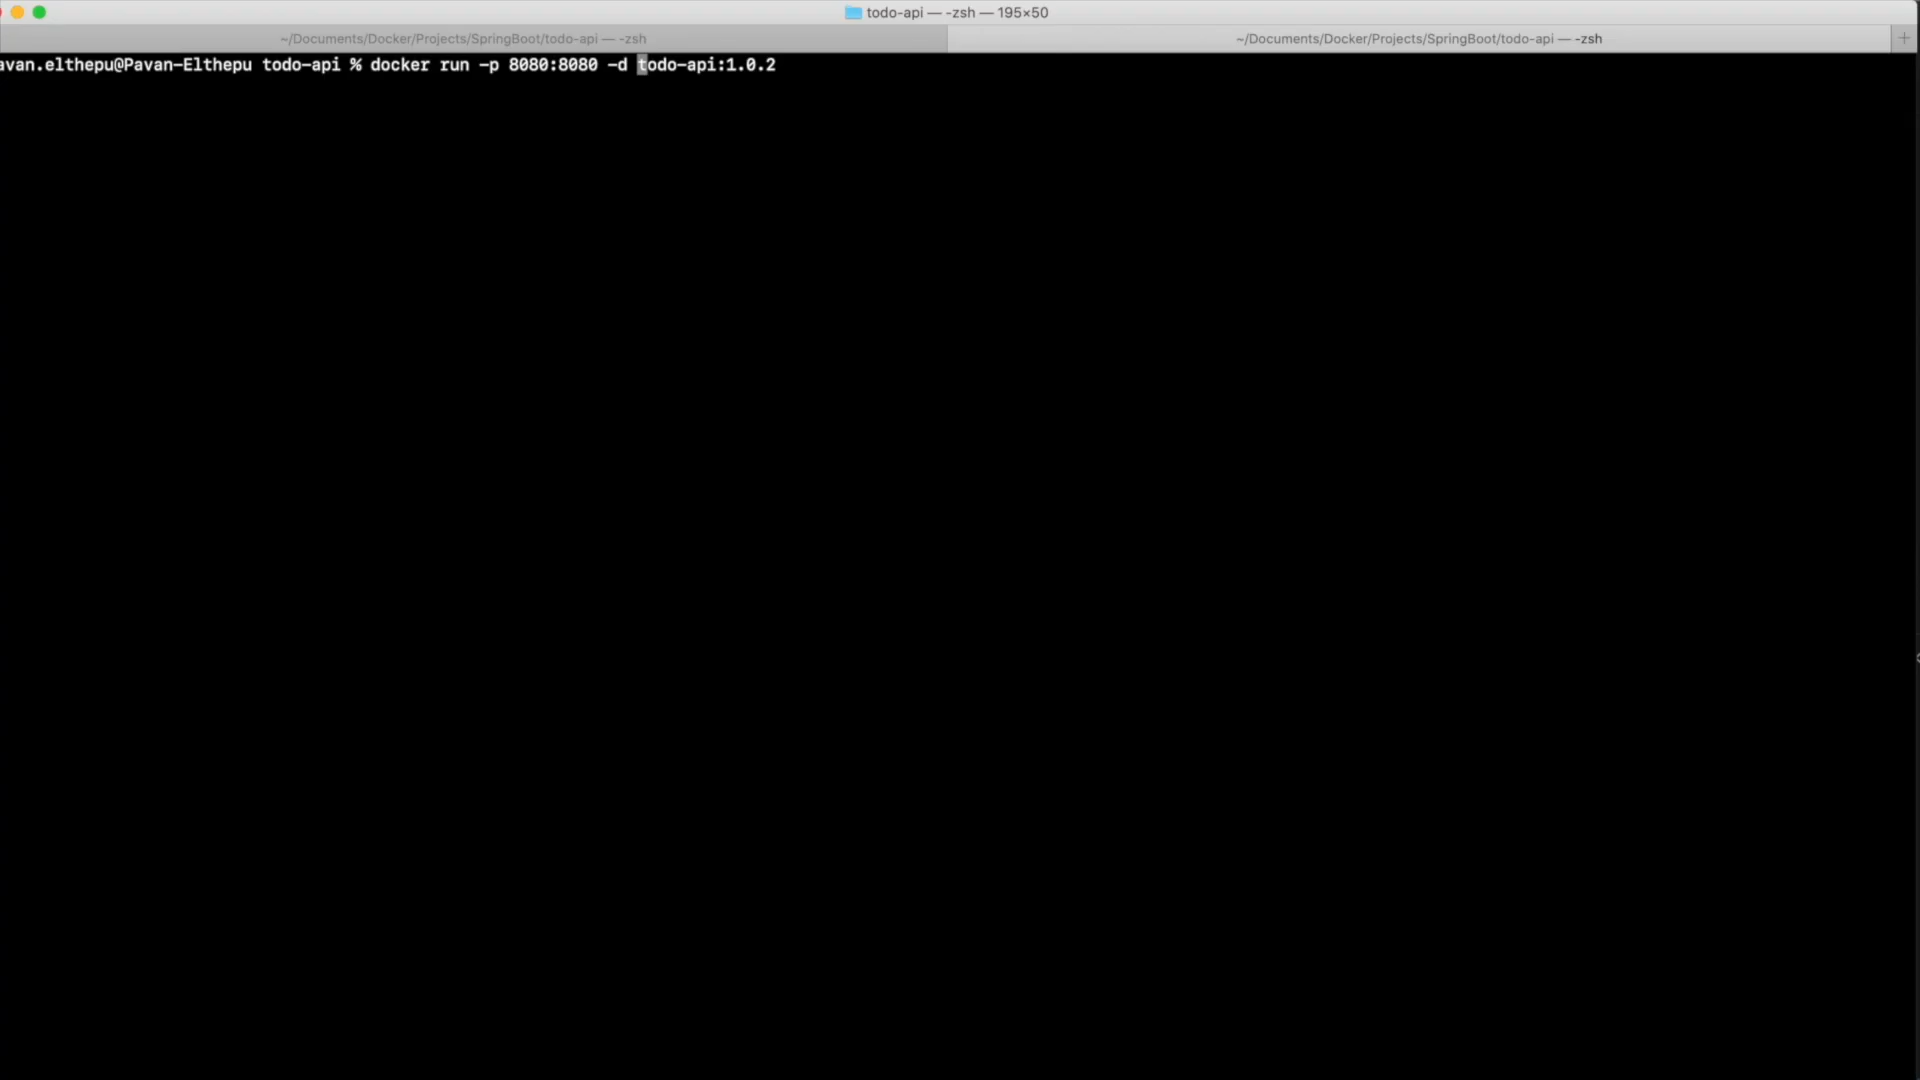 todo-api — -zsh — 195×50
~/Documents/Docker/Projects/SpringBoot/todo-api — -zsh
~/Documents/Docker/Projects/SpringBoot/todo-api — -zsh
avan.elthepu@Pavan-Elthepu todo-api % docker run -p 8080:8080 -d todo-api:1.0.2